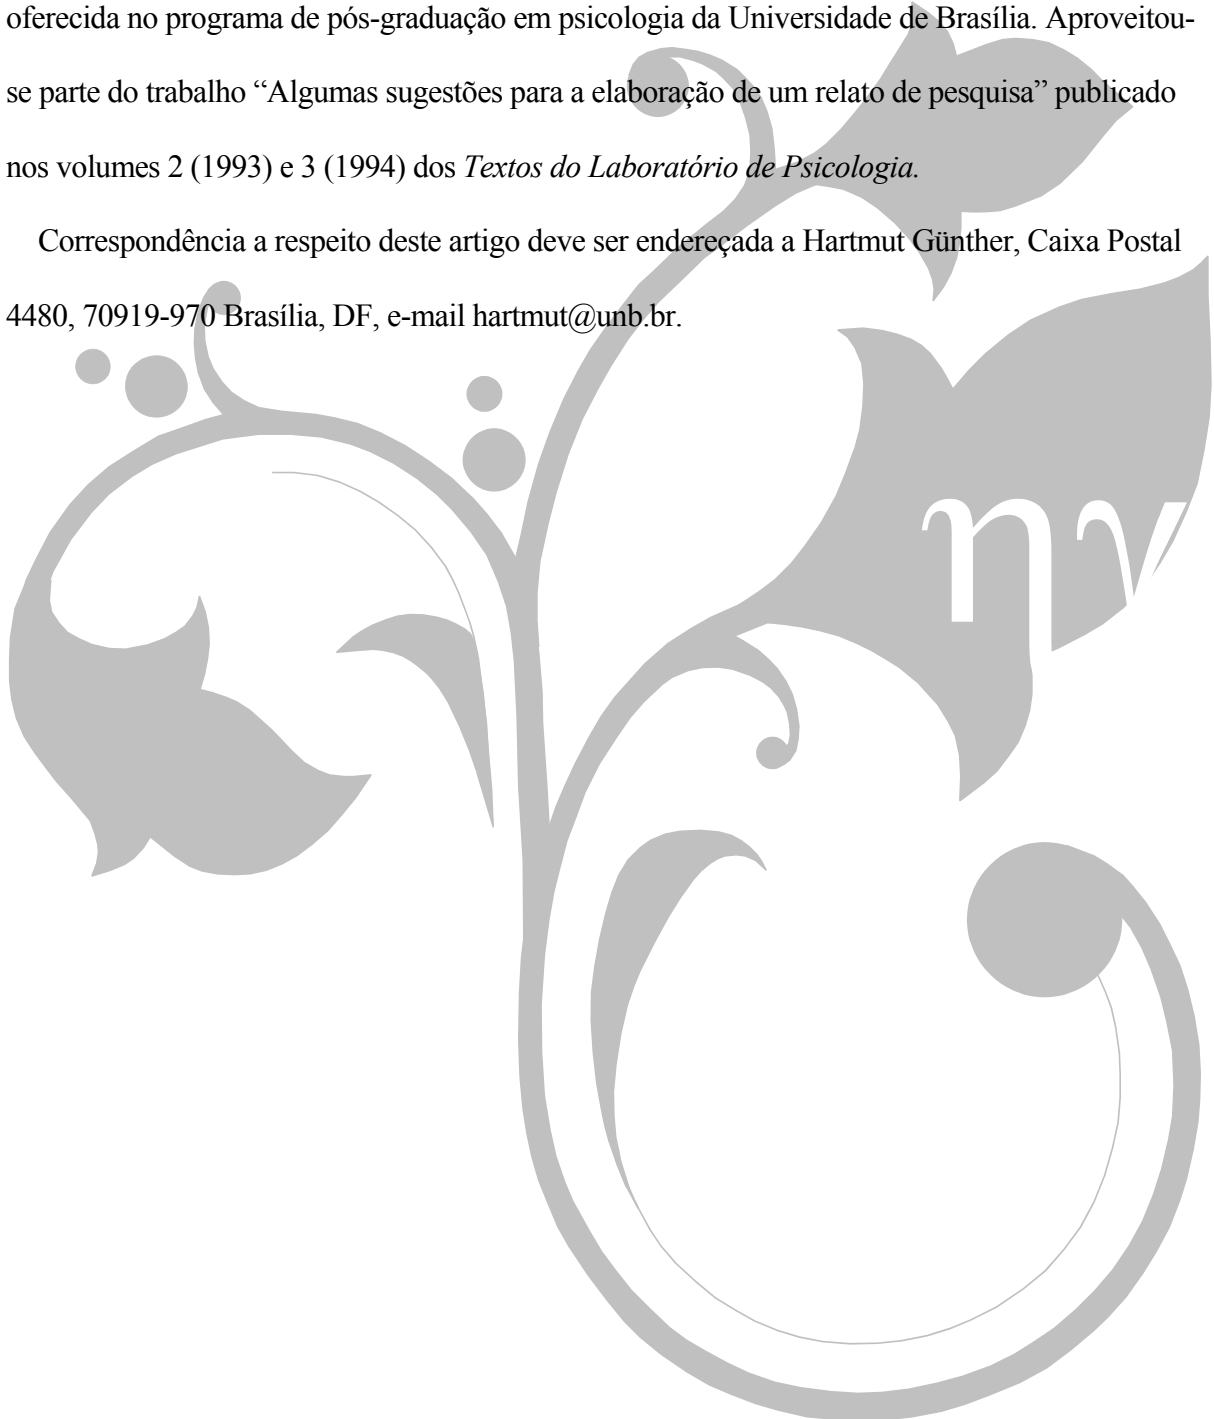 oferecida no programa de pós-graduação em psicologia da Universidade de Brasília. Aproveitou-
se parte do trabalho “Algumas sugestões para a elaboração de um relato de pesquisa” publicado
nos volumes 2 (1993) e 3 (1994) dos Textos do Laboratório de Psicologia.
Correspondência a respeito deste artigo deve ser endereçada a Hartmut Günther, Caixa Postal
4480, 70919-970 Brasília, DF, e-mail hartmut@unb.br.